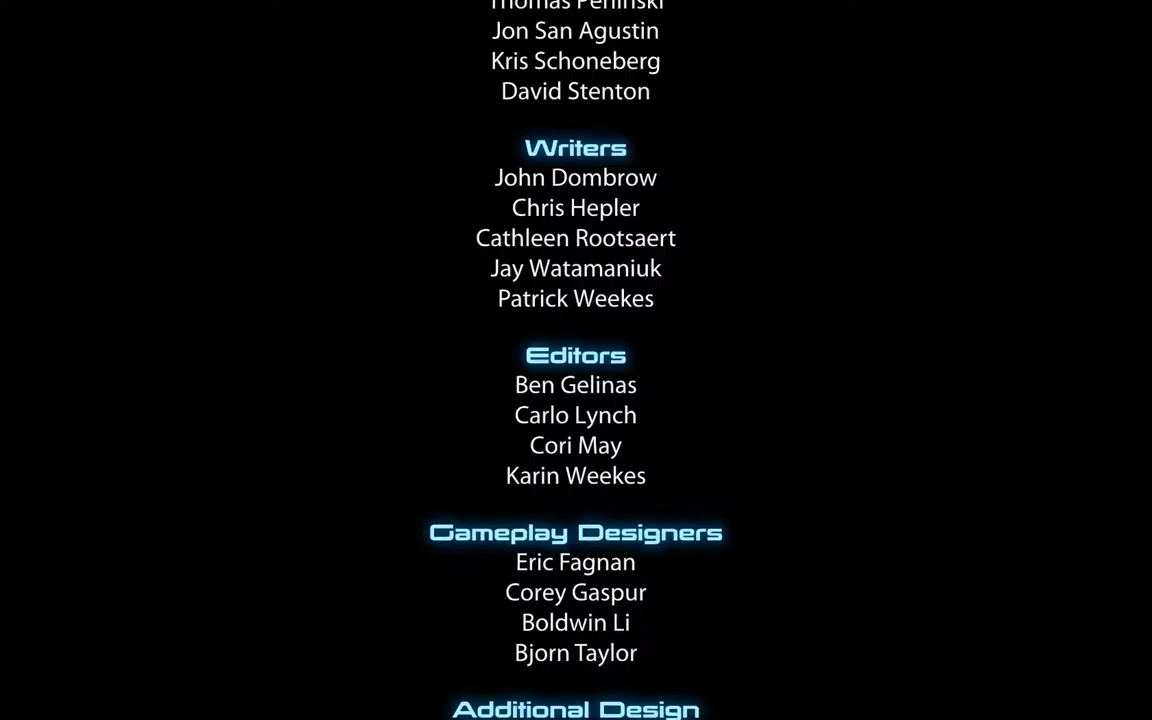 Thomas Peninski
Jon San Agustin
Kris Schoneberg
David Stenton
Writers
John Dombrow
Chris Hepler
Cathleen Rootsaert
Jay Watamaniuk
Patrick Weekes
Editors
Ben Gelinas
Carlo Lynch
Cori May
Karin Weekes
Gameplay Designers
Eric Fagnan
Corey Gaspur
Boldwin Li
Bjorn Taylor
Additional Design